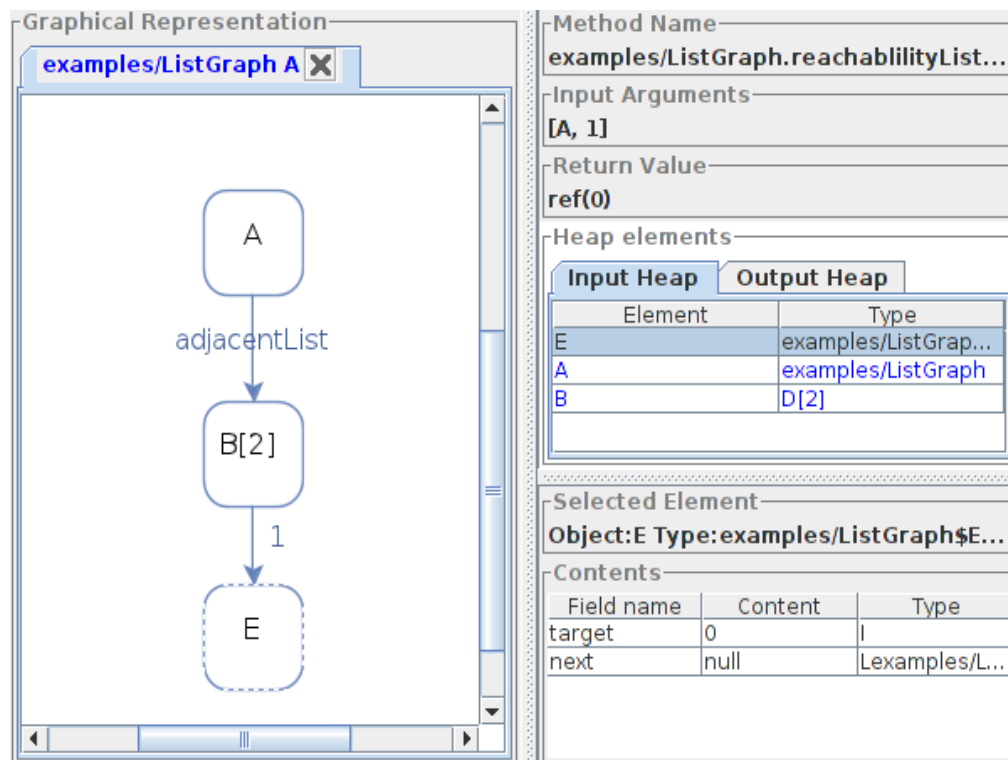 Graphical Representation
examples/ListGraph A
A
adjacentList
B[2]
1
E
Method Name
examples/ListGraph.reachablilityList...
Input Arguments
[A, 1]
Return Value
ref(0)
Heap elements
Input Heap Output Heap
Element Type
E examples/ListGrap...
A examples/ListGraph
B D[2]
Selected Element
Object:E Type:examples/ListGraph$E...
Contents
Field name Content Type
target 0 I
next null Lexamples/L...